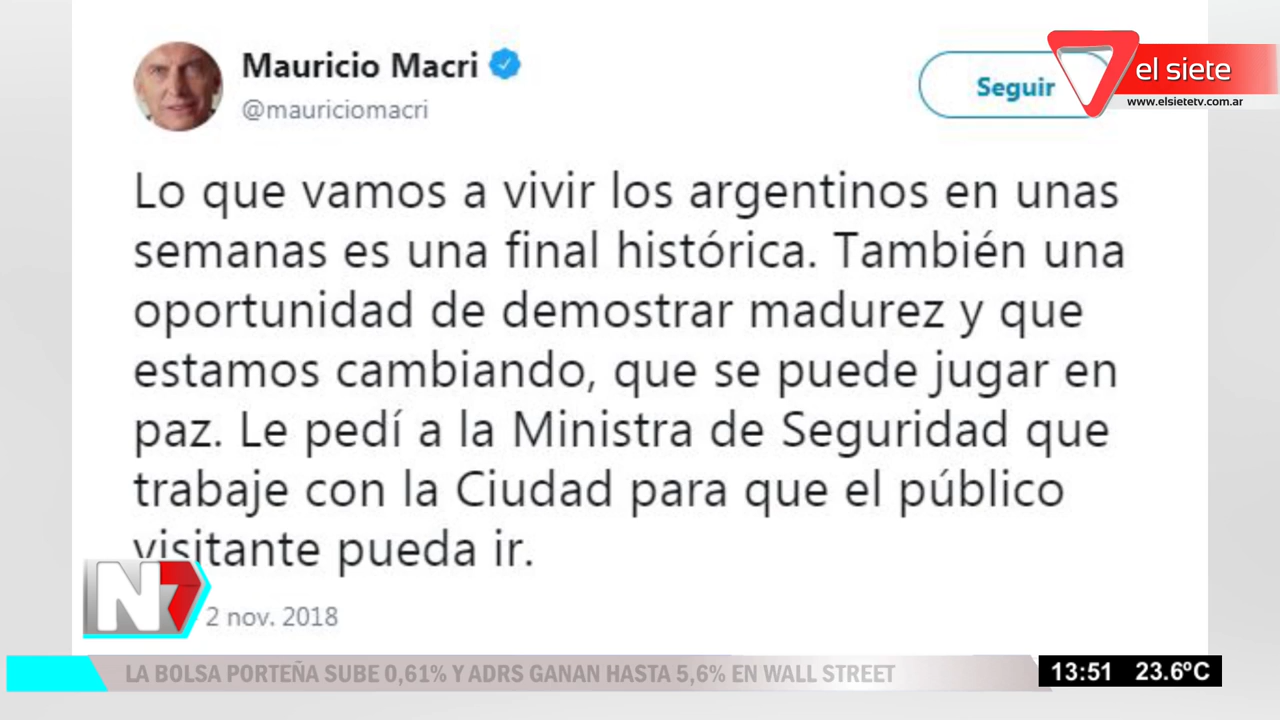 Mauricio Macri
@mauriciomacri
Seguir
el siete
www.elsietetv.com.ar
Lo que vamos a vivir los argentinos en unas
semanas es una final histórica. También una
oportunidad de demostrar madurez y que
estamos cambiando, que se puede jugar en
paz. Le pedí a la Ministra de Seguridad que
trabaje con la Ciudad para que el público
visitante pueda ir.
N7
2 nov. 2018
LA BOLSA PORTEÑA SUBE 0,61% Y ADRS GANAN HASTA 5,6% EN WALL STREET
13:51 23.6ºC